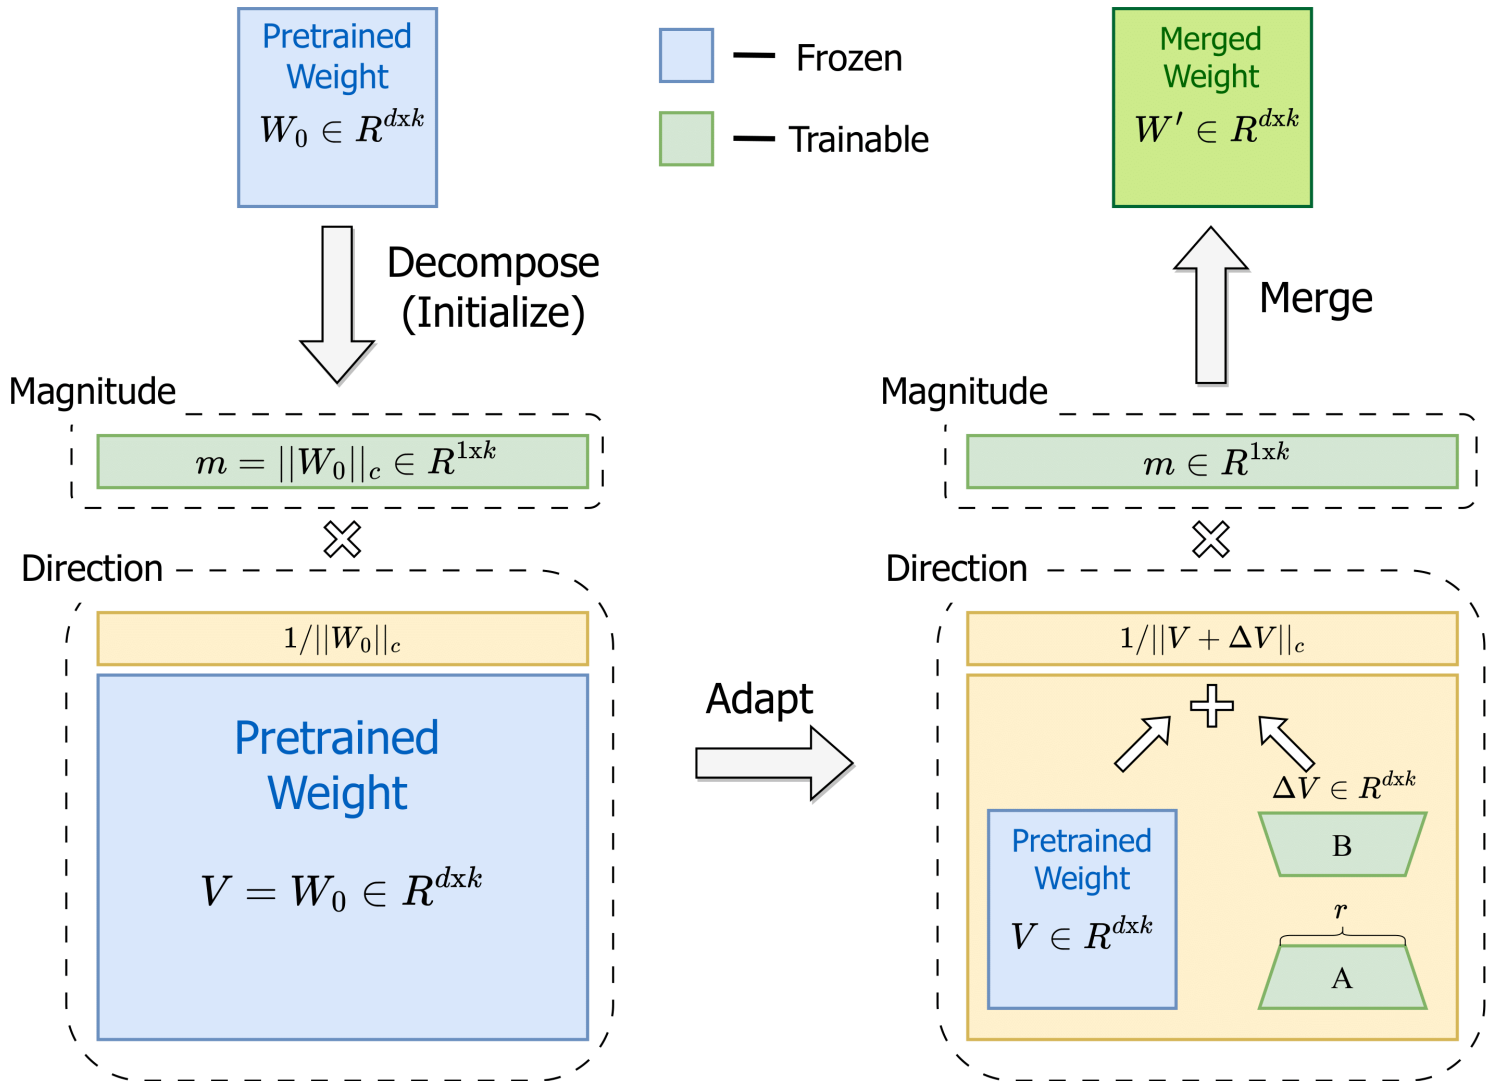 Pretrained
Weight
W₀ ∈ R^{dxk}
Frozen
Trainable
Merged
Weight
W′ ∈ R^{dxk}
Decompose
(Initialize)
Merge
Magnitude
m = ||W₀||_c ∈ R^{1xk}
Direction
1/||W₀||_c
Pretrained
Weight
V = W₀ ∈ R^{dxk}
Adapt
Magnitude
m ∈ R^{1xk}
Direction
1/||V + ΔV||_c
Pretrained
Weight
V ∈ R^{dxk}
ΔV ∈ R^{dxk}
B
r
A